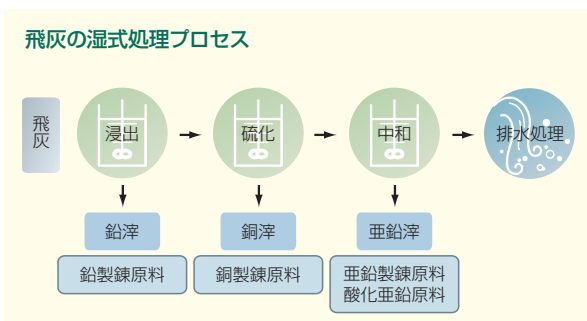 飛灰の湿式処理プロセス
飛灰
浸出
硫化
中和
排水処理
鉛滓
銅滓
亜鉛滓
鉛製錬原料
銅製錬原料
亜鉛製錬原料
酸化亜鉛原料